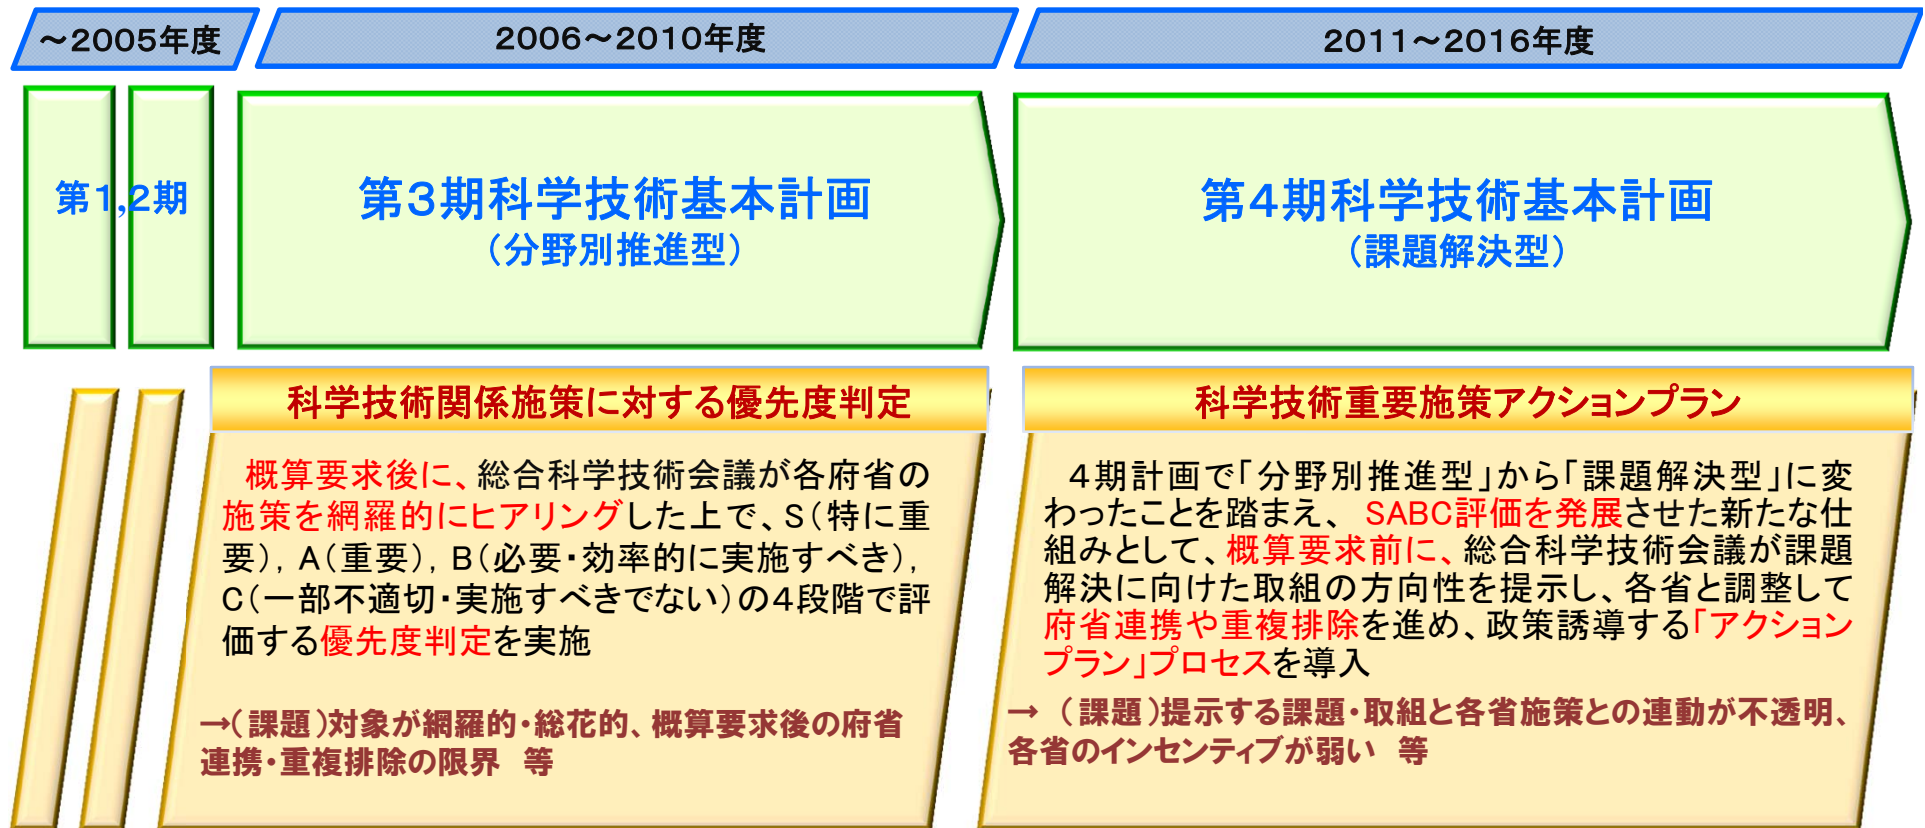 ～2005年度
2006～2010年度
2011～2016年度
第1,2期
第3期科学技術基本計画
（分野別推進型）
第4期科学技術基本計画
（課題解決型）
科学技術関係施策に対する優先度判定
概算要求後に、総合科学技術会議が各府省の
施策を網羅的にヒアリングした上で、S（特に重
要），A（重要），B（必要・効率的に実施すべき），
C（一部不適切・実施すべきでない）の4段階で評
価する優先度判定を実施
→（課題）対象が網羅的・総花的、概算要求後の府省
連携・重複排除の限界　等
科学技術重要施策アクションプラン
4期計画で「分野別推進型」から「課題解決型」に変
わったことを踏まえ、 SABC評価を発展させた新たな仕
組みとして、概算要求前に、総合科学技術会議が課題
解決に向けた取組の方向性を提示し、各省と調整して
府省連携や重複排除を進め、政策誘導する「アクション
プラン」プロセスを導入
→ （課題）提示する課題・取組と各省施策との連動が不透明、
各省のインセンティブが弱い　等